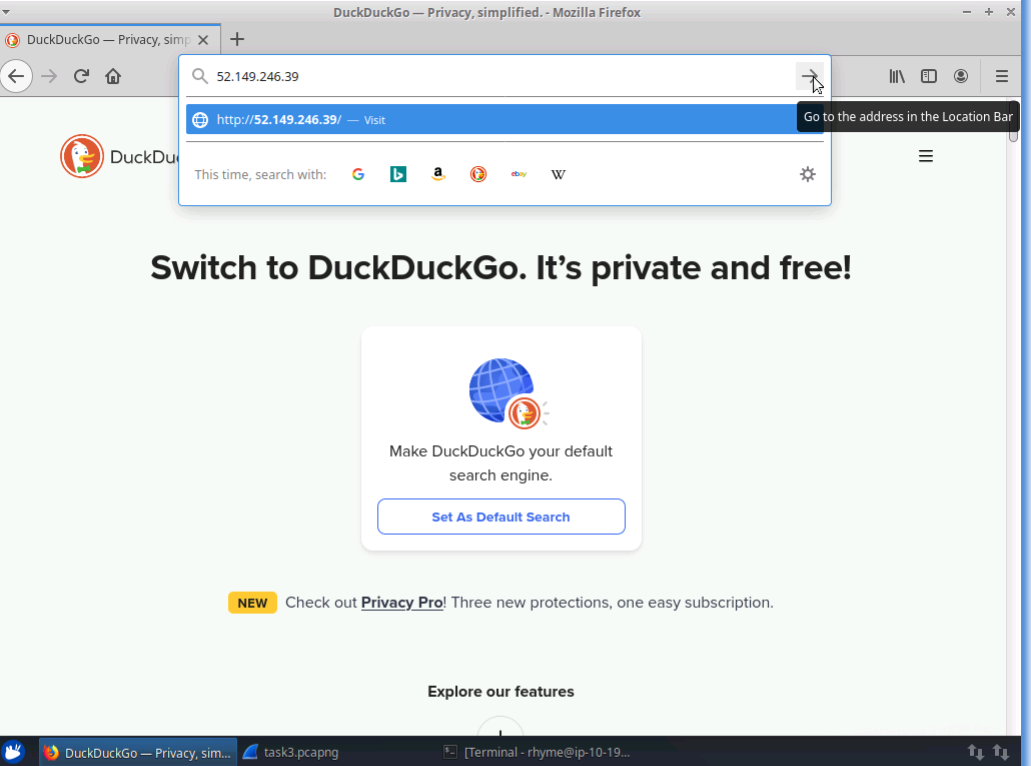 DuckDuckGo — Privacy, simplified. - Mozilla Firefox
DuckDuckGo — Privacy, simp
52.149.246.39
http://52.149.246.39/ — Visit
Go to the address in the Location Bar
DuckDu
This time, search with:
Switch to DuckDuckGo. It’s private and free!
Make DuckDuckGo your default
search engine.
Set As Default Search
NEW Check out Privacy Pro! Three new protections, one easy subscription.
Explore our features
DuckDuckGo — Privacy, sim... task3.pcapng [Terminal - rhyme@ip-10-19...